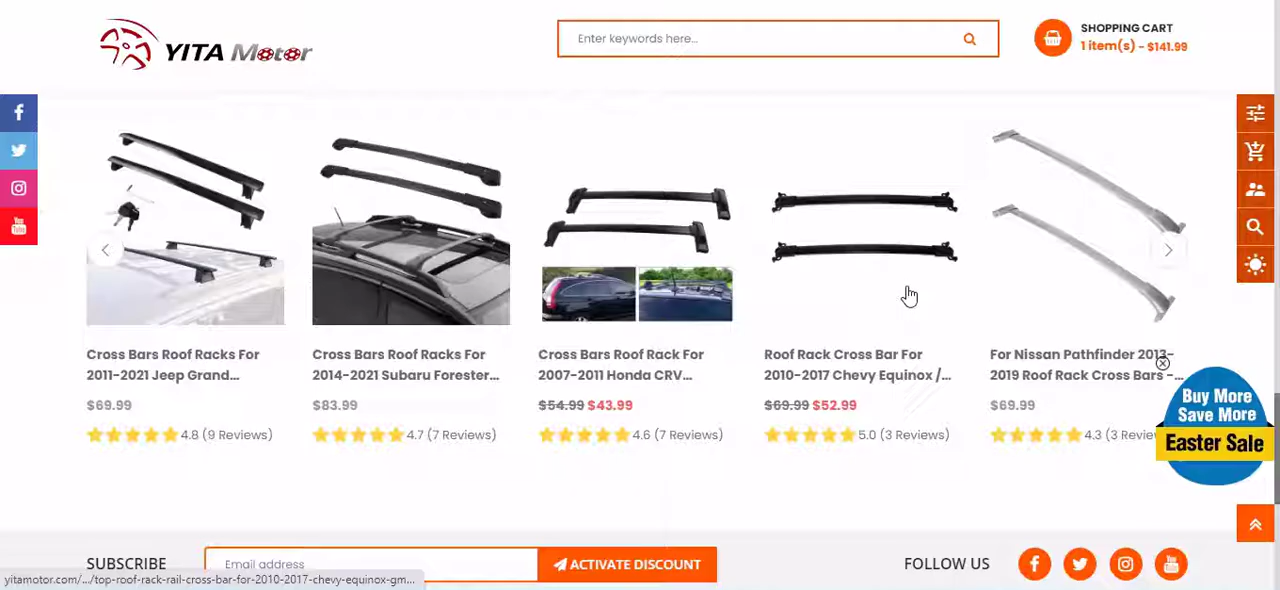 YITA Motor
Enter keywords here...
SHOPPING CART
1 item(s) - $141.99
Cross Bars Roof Racks For
2011-2021 Jeep Grand...
$69.99
4.8 (9 Reviews)
Cross Bars Roof Racks For
2014-2021 Subaru Forester...
$83.99
4.7 (7 Reviews)
Cross Bars Roof Rack For
2007-2011 Honda CRV...
$54.99 $43.99
4.6 (7 Reviews)
Roof Rack Cross Bar For
2010-2017 Chevy Equinox /...
$69.99 $52.99
5.0 (3 Reviews)
For Nissan Pathfinder 2013-
2019 Roof Rack Cross Bars -...
$69.99
4.3 (3 Revie
Buy More
Save More
Easter Sale
SUBSCRIBE
Email address
ACTIVATE DISCOUNT
FOLLOW US
yitamotor.com/.../top-roof-rack-rail-cross-bar-for-2010-2017-chevy-equinox-gm...